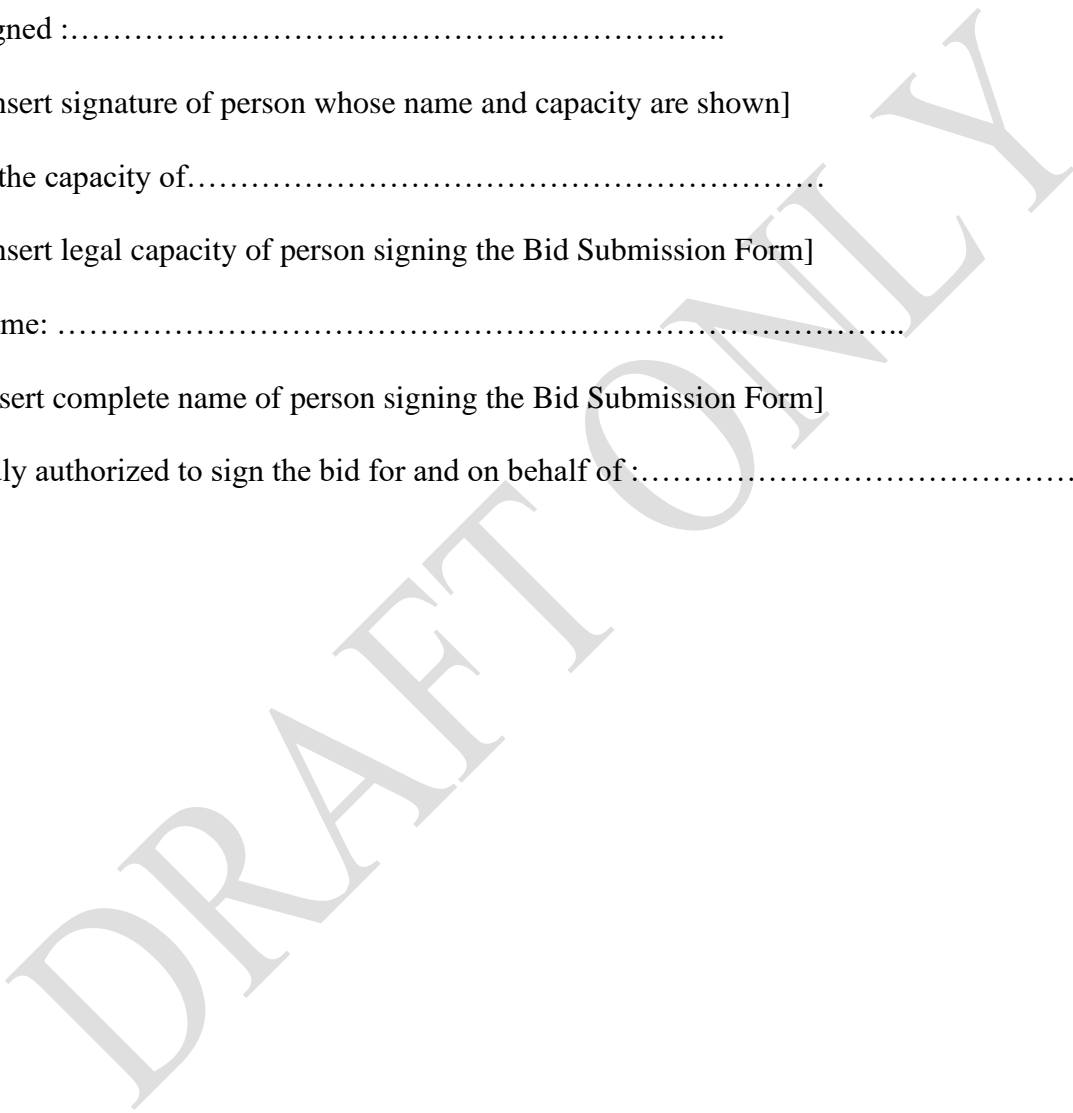 gned :………………………………………………………..
nsert signature of person whose name and capacity are shown]
the capacity of…………………………………………………….
nsert legal capacity of person signing the Bid Submission Form]
me: ……………………………………………………………………..
sert complete name of person signing the Bid Submission Form]
ly authorized to sign the bid for and on behalf of :……………………………………
DRAFT ONLY